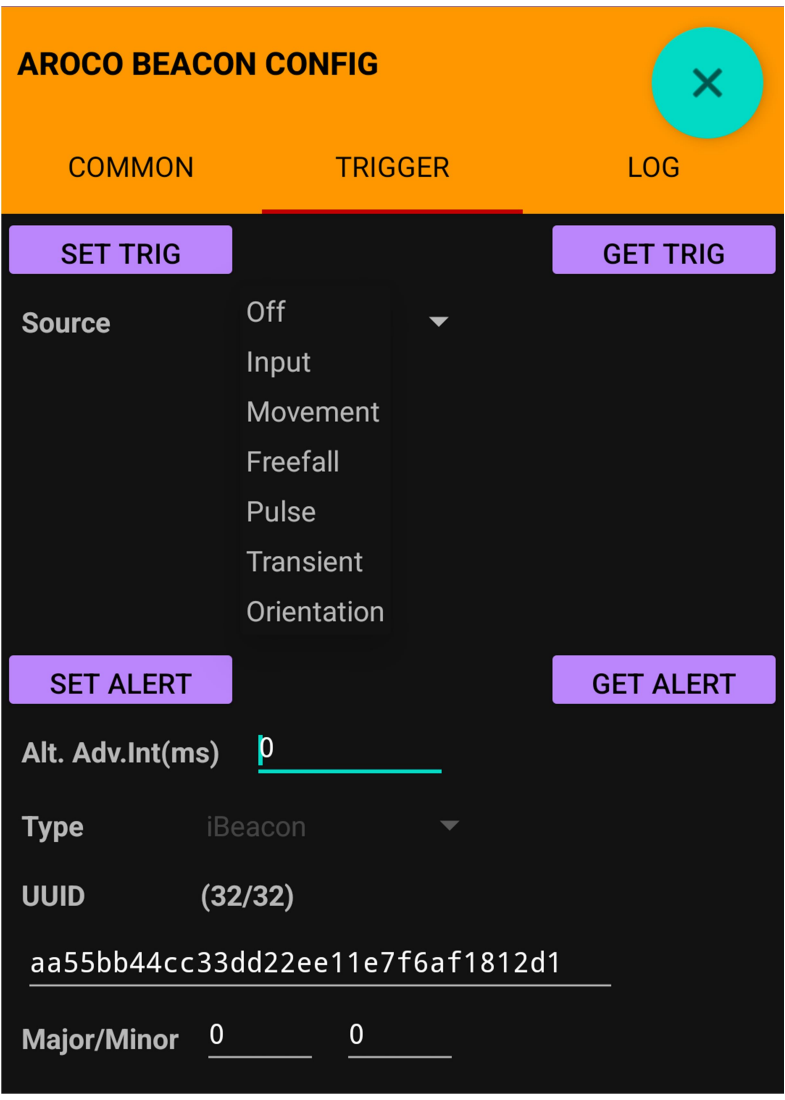 AROCO BEACON CONFIG
COMMON TRIGGER LOG
SET TRIG GET TRIG
Source
Off
Input
Movement
Freefall
Pulse
Transient
Orientation
SET ALERT GET ALERT
Alt. Adv.Int(ms) 0
Type iBeacon
UUID (32/32)
aa55bb44cc33dd22ee11e7f6af1812d1
Major/Minor 0 0